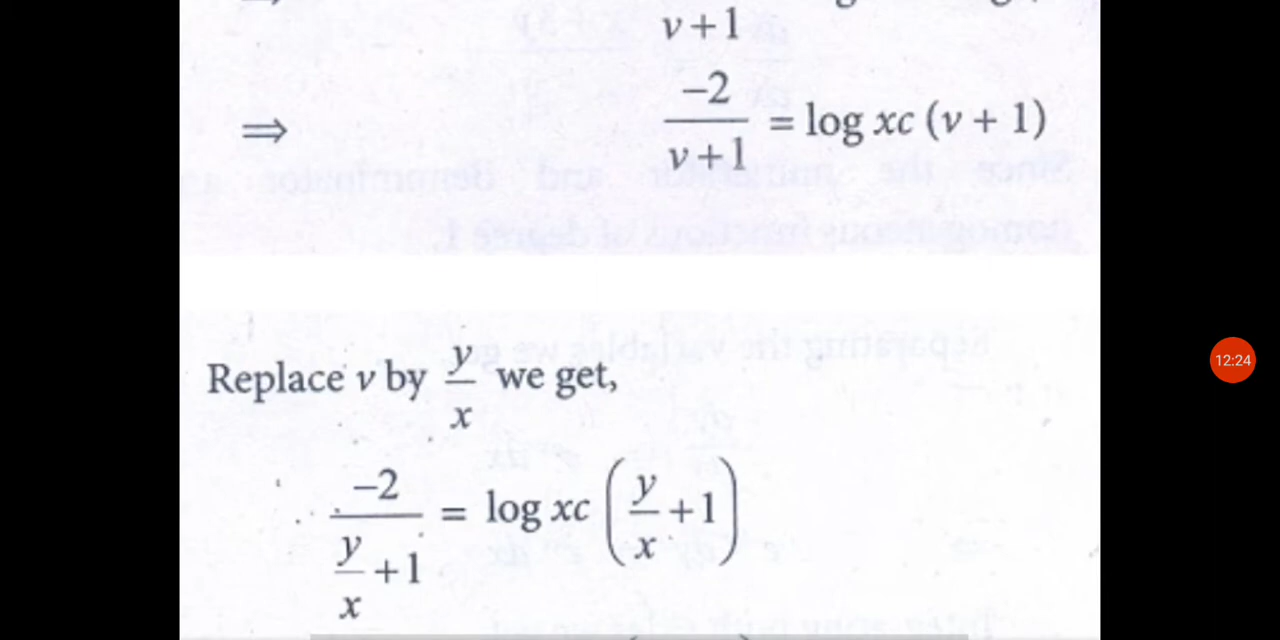 v+1
⇒ −2/(v+1) = log xc (v + 1)
Replace v by y/x we get,
−2/(y/x +1) = log xc (y/x +1)
12:24